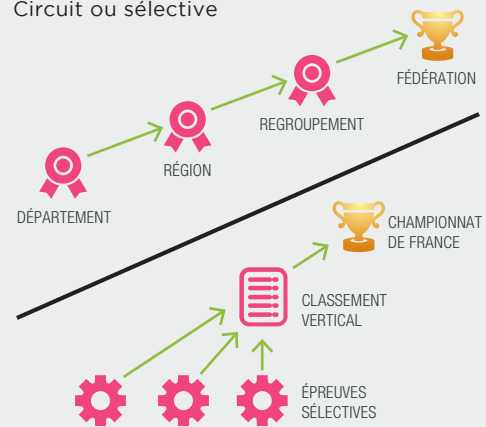 Circuit ou sélective
FÉDÉRATION
REGROUPEMENT
RÉGION
DÉPARTEMENT
CHAMPIONNAT
DE FRANCE
CLASSEMENT
VERTICAL
ÉPREUVES
SÉLECTIVES